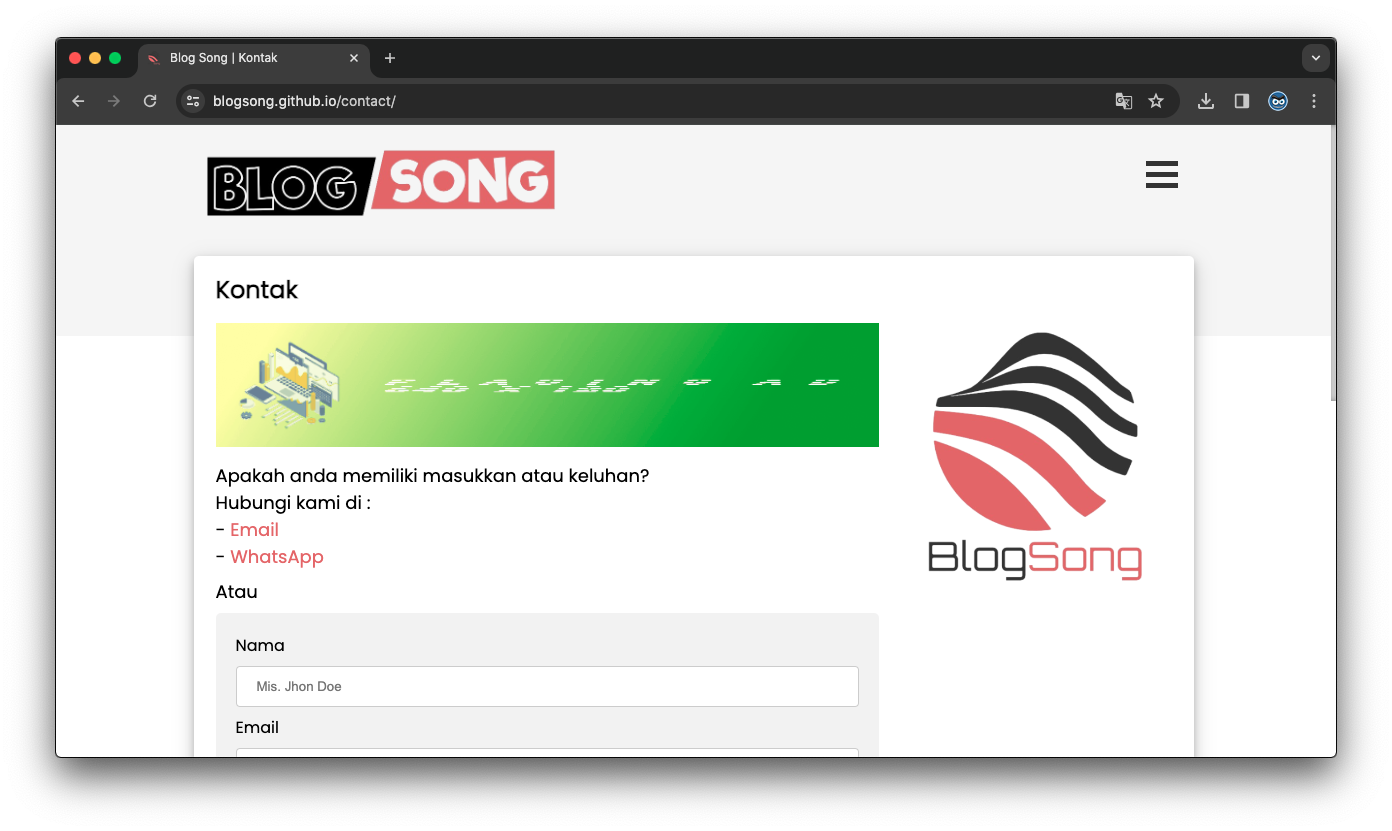 Blog Song | Kontak
blogsong.github.io/contact/
BLOG SONG
Kontak
Apakah anda memiliki masukkan atau keluhan?
Hubungi kami di :
- Email
- WhatsApp
Atau
Nama
Mis. Jhon Doe
Email
BlogSong